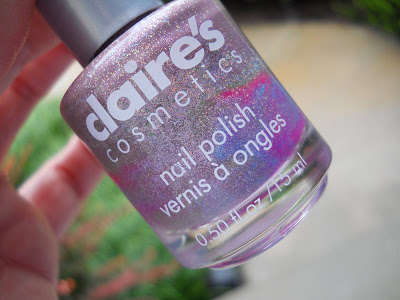 claire's
cosmetics
nail polish
vernis à ongles
0.50 fl oz / 15 ml